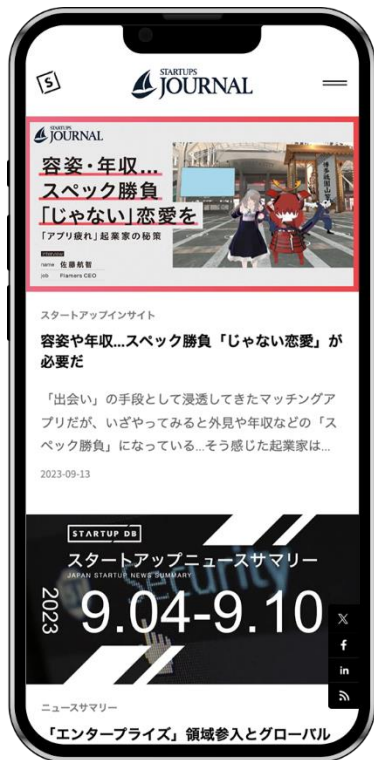 STARTUPS
JOURNAL
STARTUPS
JOURNAL
容姿・年収...
スペック勝負
「じゃない」恋愛を
「アプリ疲れ」起業家の秘策
name 佐藤航智
job Flamers CEO
スタートアップインサイト
容姿や年収...スペック勝負「じゃない恋愛」が
必要だ
「出会い」の手段として浸透してきたマッチングア
プリだが、いざやってみると外見や年収などの「ス
ペック勝負」になっている...そう感じた起業家は...
2023-09-13
STARTUP DB
スタートアップニュースサマリー
JAPAN STARTUP NEWS SUMMARY
2023
9.04-9.10
ニュースサマリー
「エンタープライズ」領域参入とグローバル